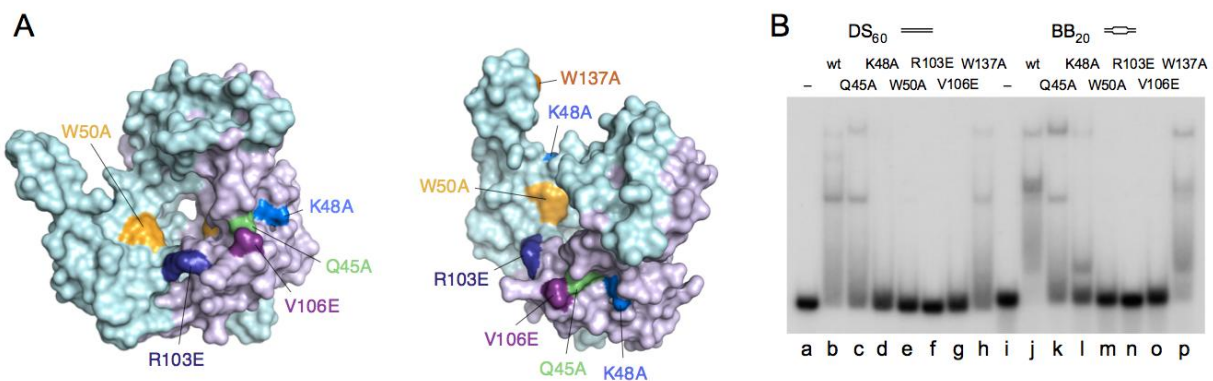 A
W50A
K48A
Q45A
V106E
R103E
W137A
K48A
W50A
R103E
V106E
Q45A
K48A
B
DS60 BB20
wt K48A R103E W137A wt K48A R103E W137A
– Q45A W50A V106E – Q45A W50A V106E
a b c d e f g h i j k l m n o p